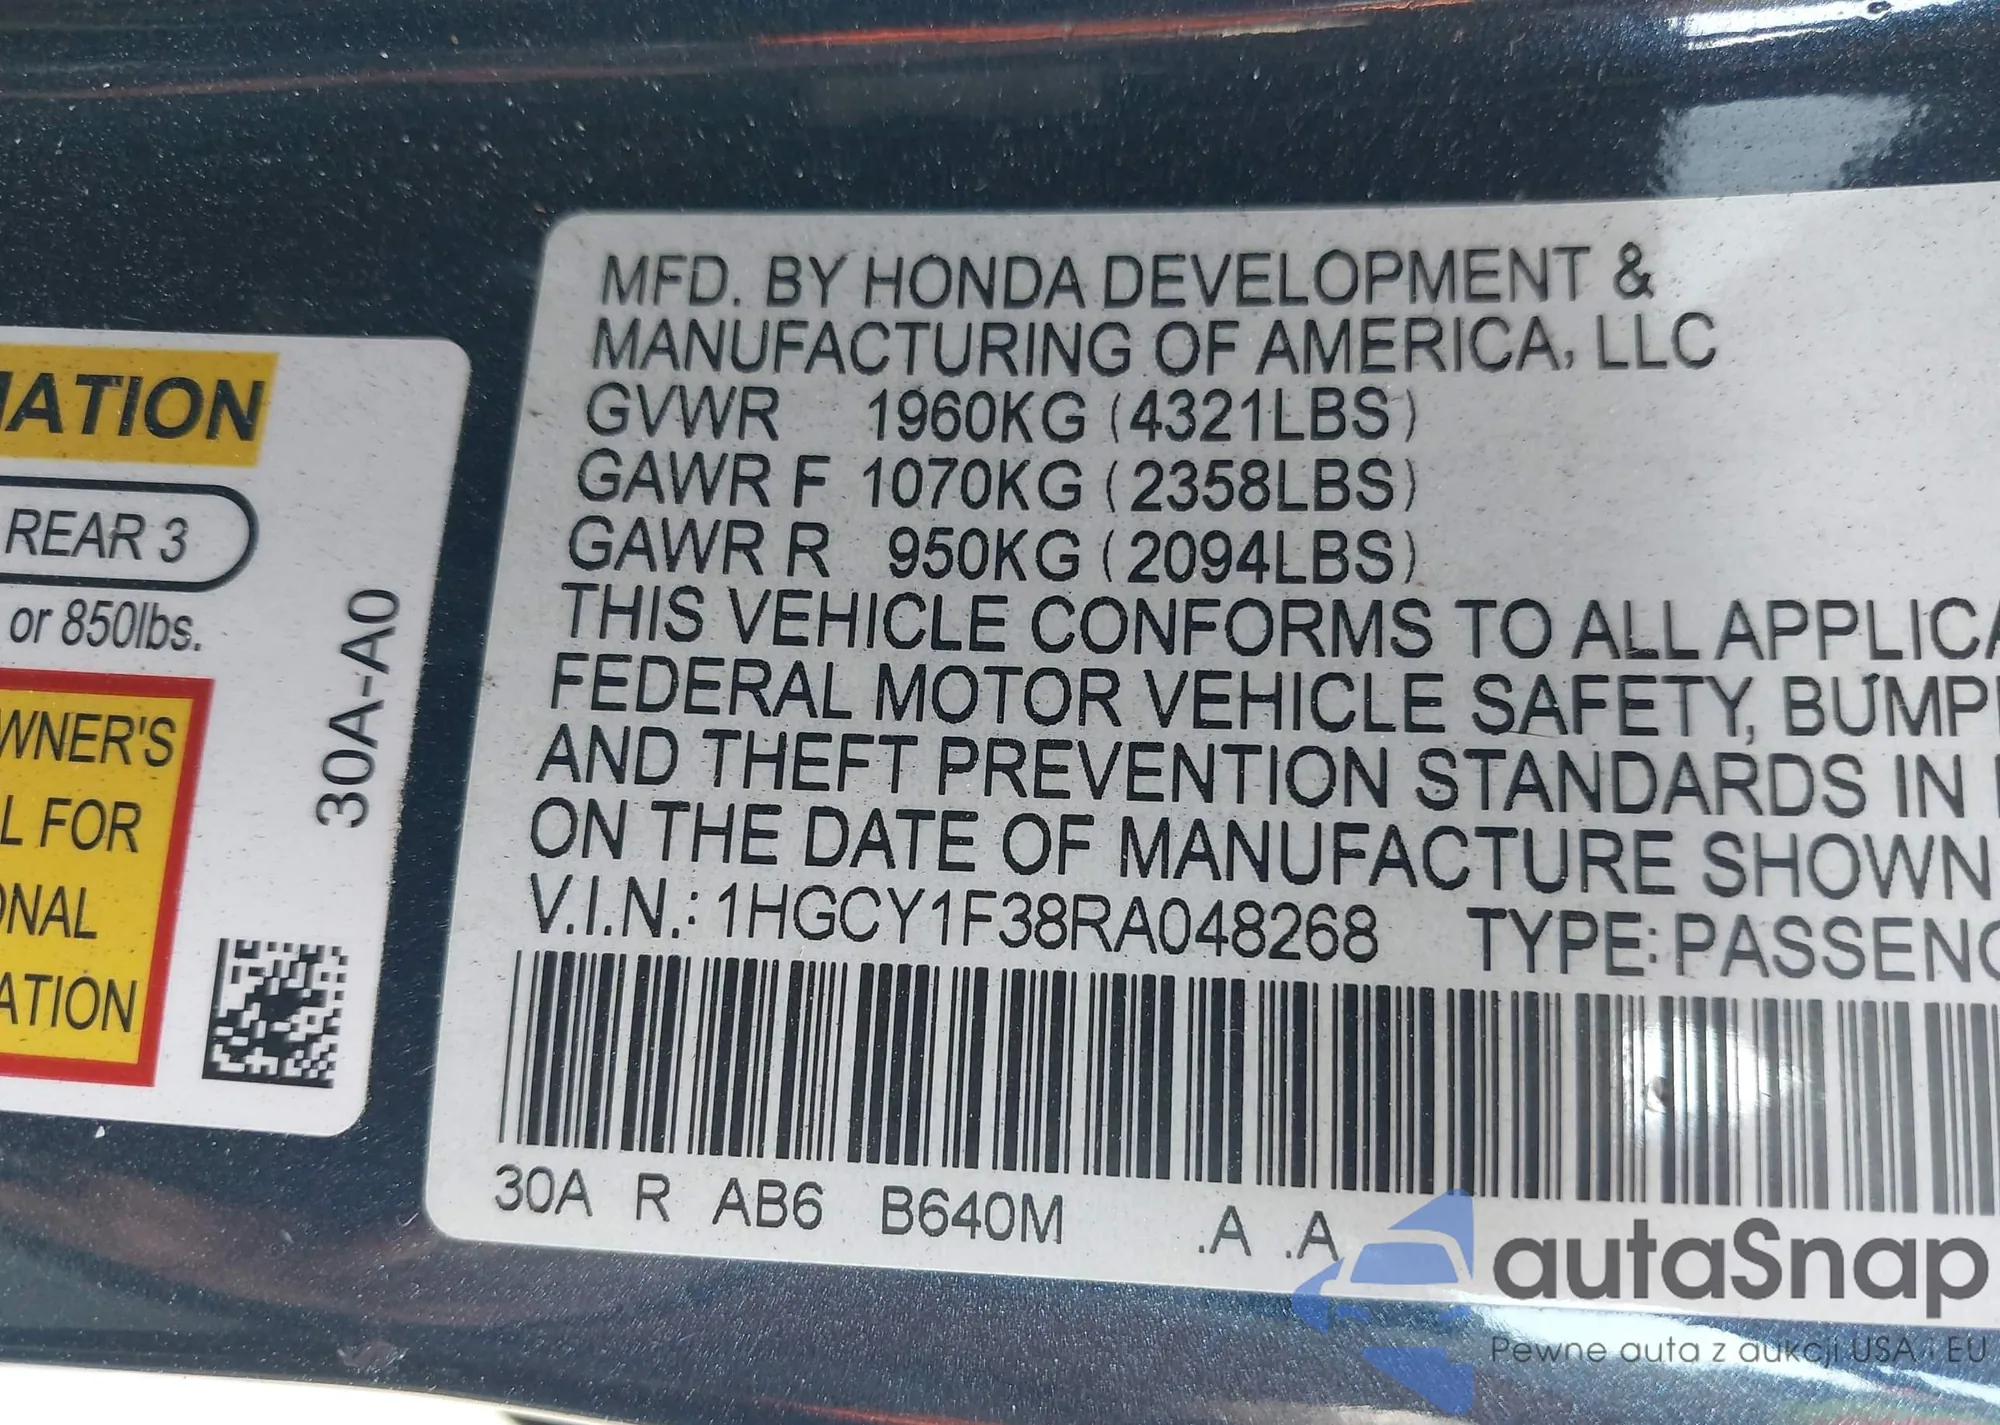 MATION
REAR 3
or 850lbs.
WNER'S
L FOR
ONAL
ATION
30A-A0
MFD. BY HONDA DEVELOPMENT &
MANUFACTURING OF AMERICA, LLC
GVWR 1960KG (4321LBS)
GAWR F 1070KG (2358LBS)
GAWR R 950KG (2094LBS)
THIS VEHICLE CONFORMS TO ALL APPLICA
FEDERAL MOTOR VEHICLE SAFETY, BUMP
AND THEFT PREVENTION STANDARDS IN
ON THE DATE OF MANUFACTURE SHOWN
V.I.N.: 1HGCY1F38RA048268 TYPE: PASSENG
30A R AB6 B640M .A .A
autaSnap
Pewne auta z aukcji USA i EU